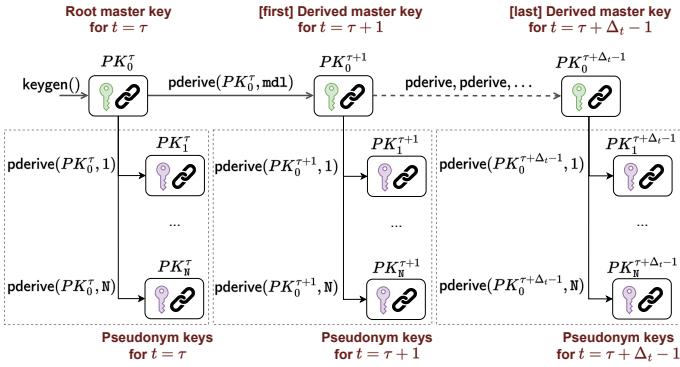 Root master key
for t = τ
[first] Derived master key
for t = τ + 1
[last] Derived master key
for t = τ + Δ_t − 1
keygen()
PK_0^τ
pderive(PK_0^τ, mdl)
PK_0^{τ+1}
pderive, pderive, . . .
PK_0^{τ+Δ_t−1}
pderive(PK_0^τ, 1)
PK_1^τ
...
pderive(PK_0^τ, N)
PK_N^τ
pderive(PK_0^{τ+1}, 1)
PK_1^{τ+1}
...
pderive(PK_0^{τ+1}, N)
PK_N^{τ+1}
pderive(PK_0^{τ+Δ_t−1}, 1)
PK_1^{τ+Δ_t−1}
...
pderive(PK_0^{τ+Δ_t−1}, N)
PK_N^{τ+Δ_t−1}
Pseudonym keys
for t = τ
Pseudonym keys
for t = τ + 1
Pseudonym keys
for t = τ + Δ_t − 1